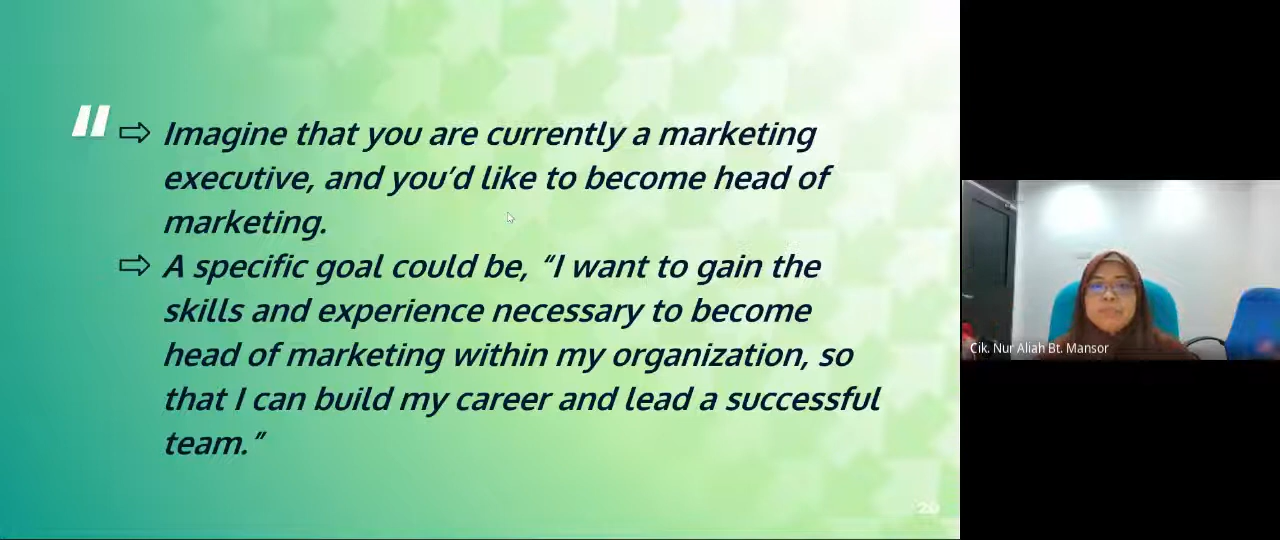 " ⇨ Imagine that you are currently a marketing
executive, and you’d like to become head of
marketing.
⇨ A specific goal could be, “I want to gain the
skills and experience necessary to become
head of marketing within my organization, so
that I can build my career and lead a successful
team.”
20
Cik. Nur Aliah Bt. Mansor